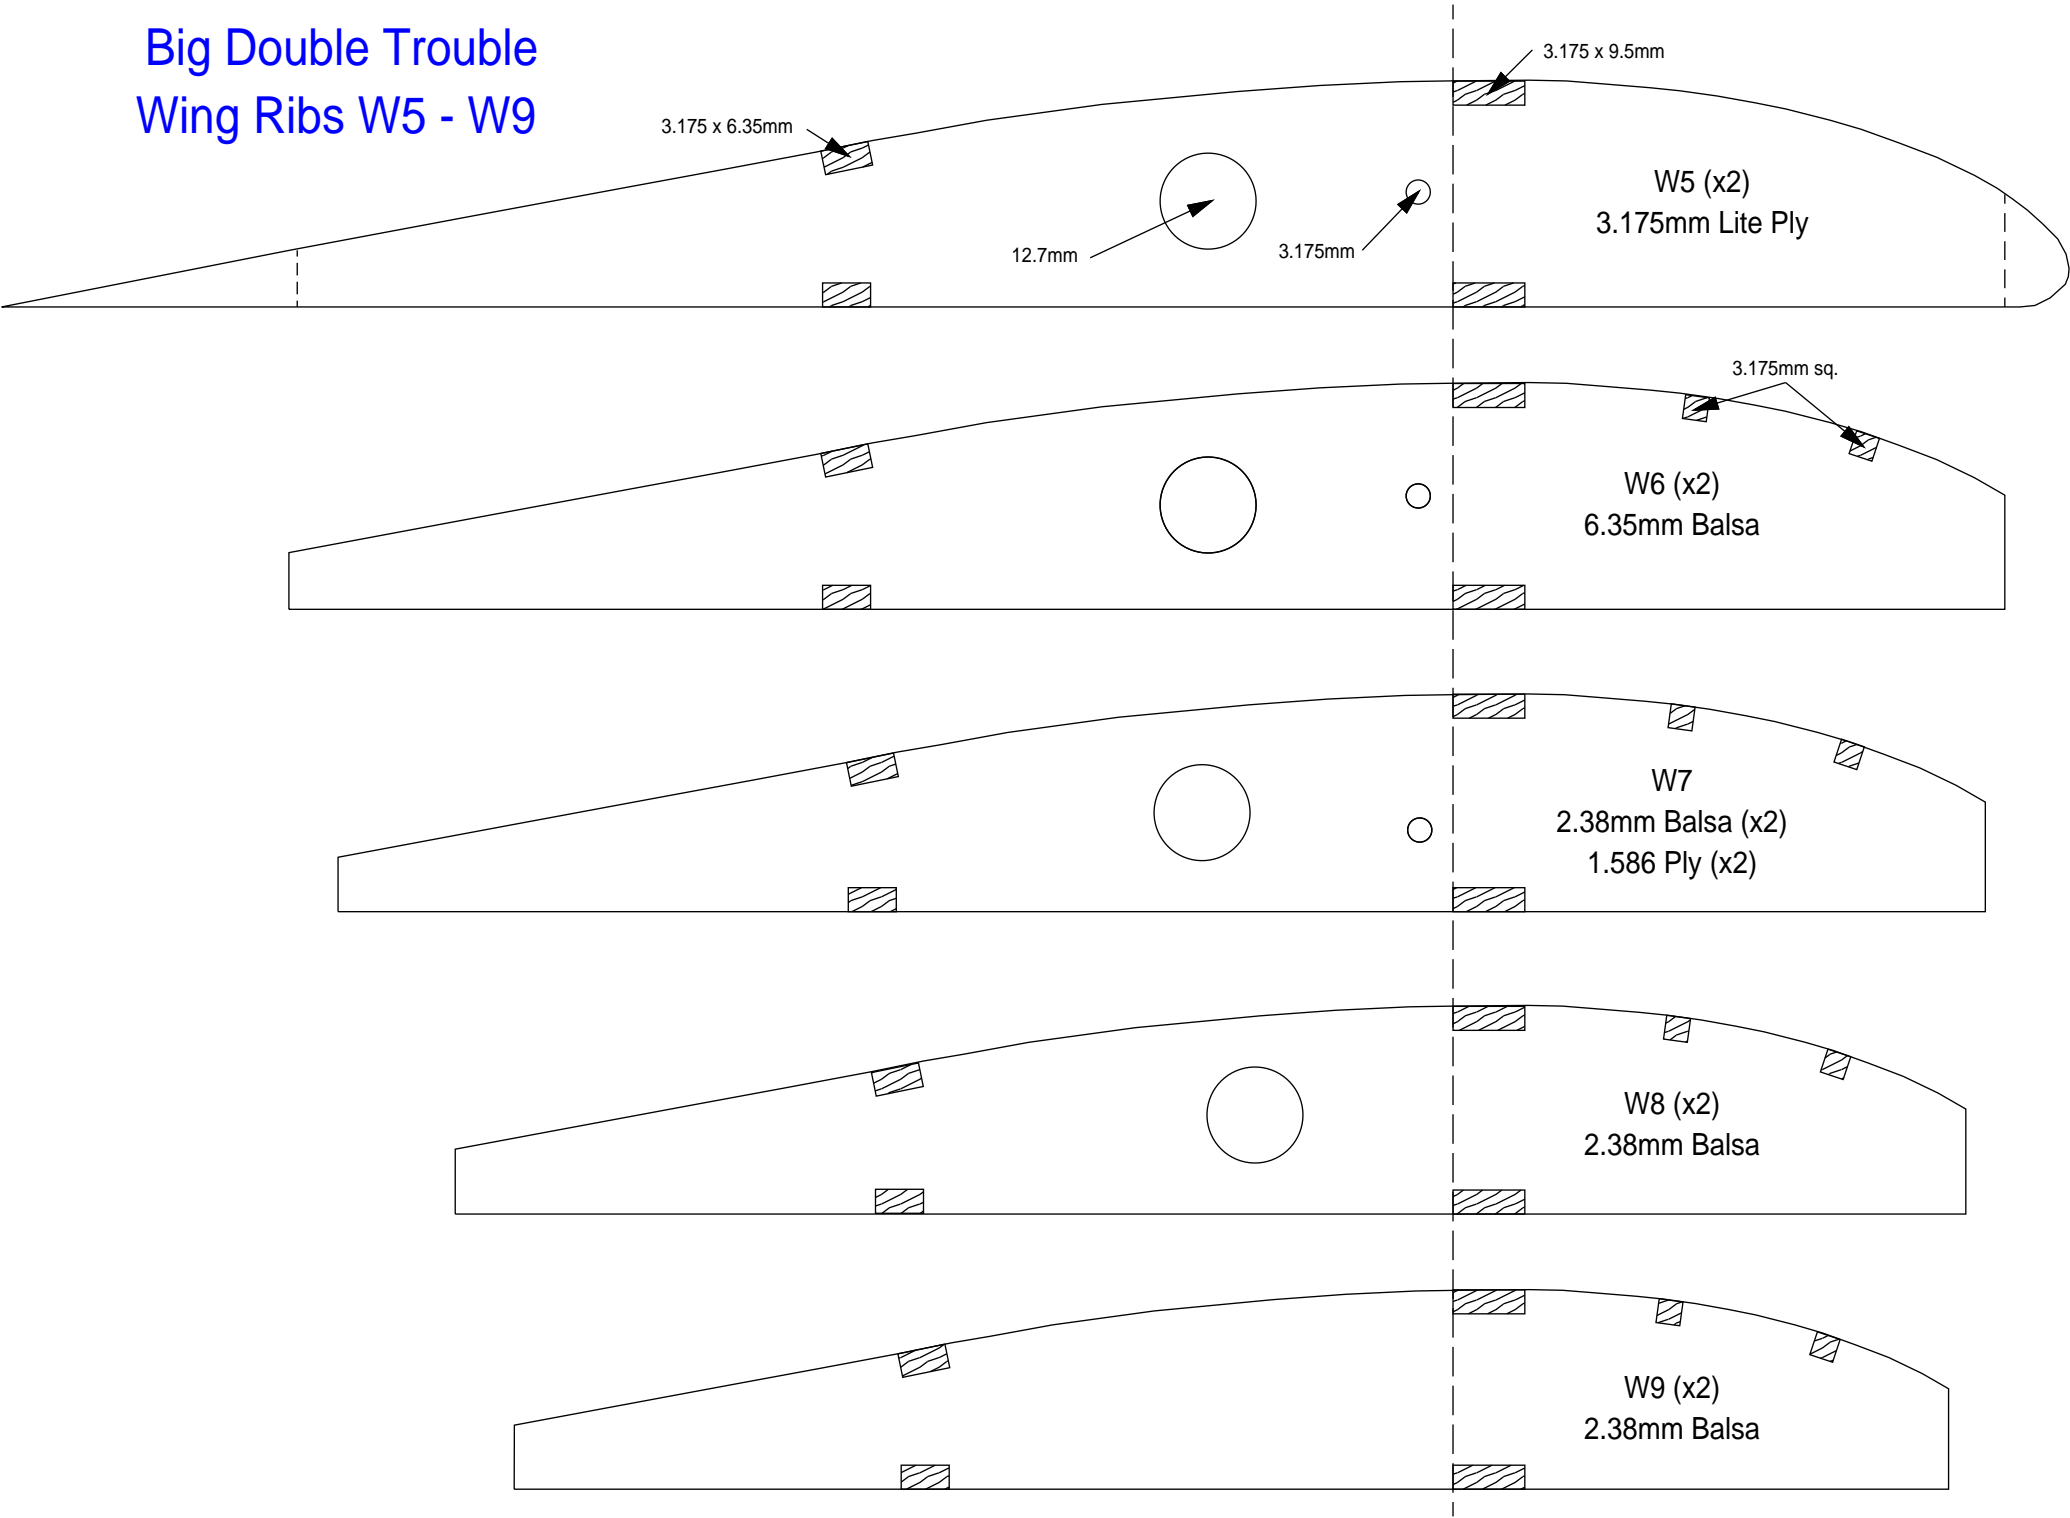 Big Double Trouble
Wing Ribs W5 - W9
3.175 x 9.5mm
3.175 x 6.35mm
W5 (x2)
3.175mm Lite Ply
12.7mm
3.175mm
3.175mm sq.
W6 (x2)
6.35mm Balsa
W7
2.38mm Balsa (x2)
1.586 Ply (x2)
W8 (x2)
2.38mm Balsa
W9 (x2)
2.38mm Balsa